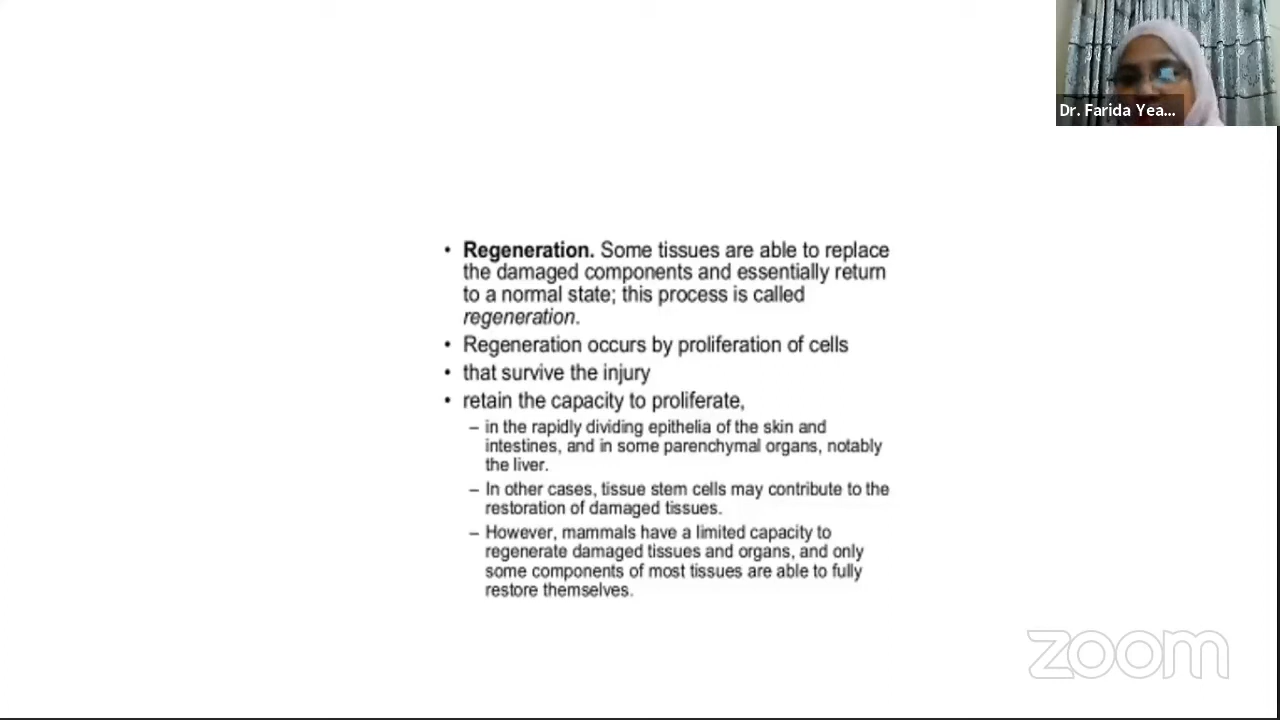 Dr. Farida Yea...
• Regeneration. Some tissues are able to replace
the damaged components and essentially return
to a normal state; this process is called
regeneration.
• Regeneration occurs by proliferation of cells
• that survive the injury
• retain the capacity to proliferate,
– in the rapidly dividing epithelia of the skin and
intestines, and in some parenchymal organs, notably
the liver.
– In other cases, tissue stem cells may contribute to the
restoration of damaged tissues.
– However, mammals have a limited capacity to
regenerate damaged tissues and organs, and only
some components of most tissues are able to fully
restore themselves.
zoom